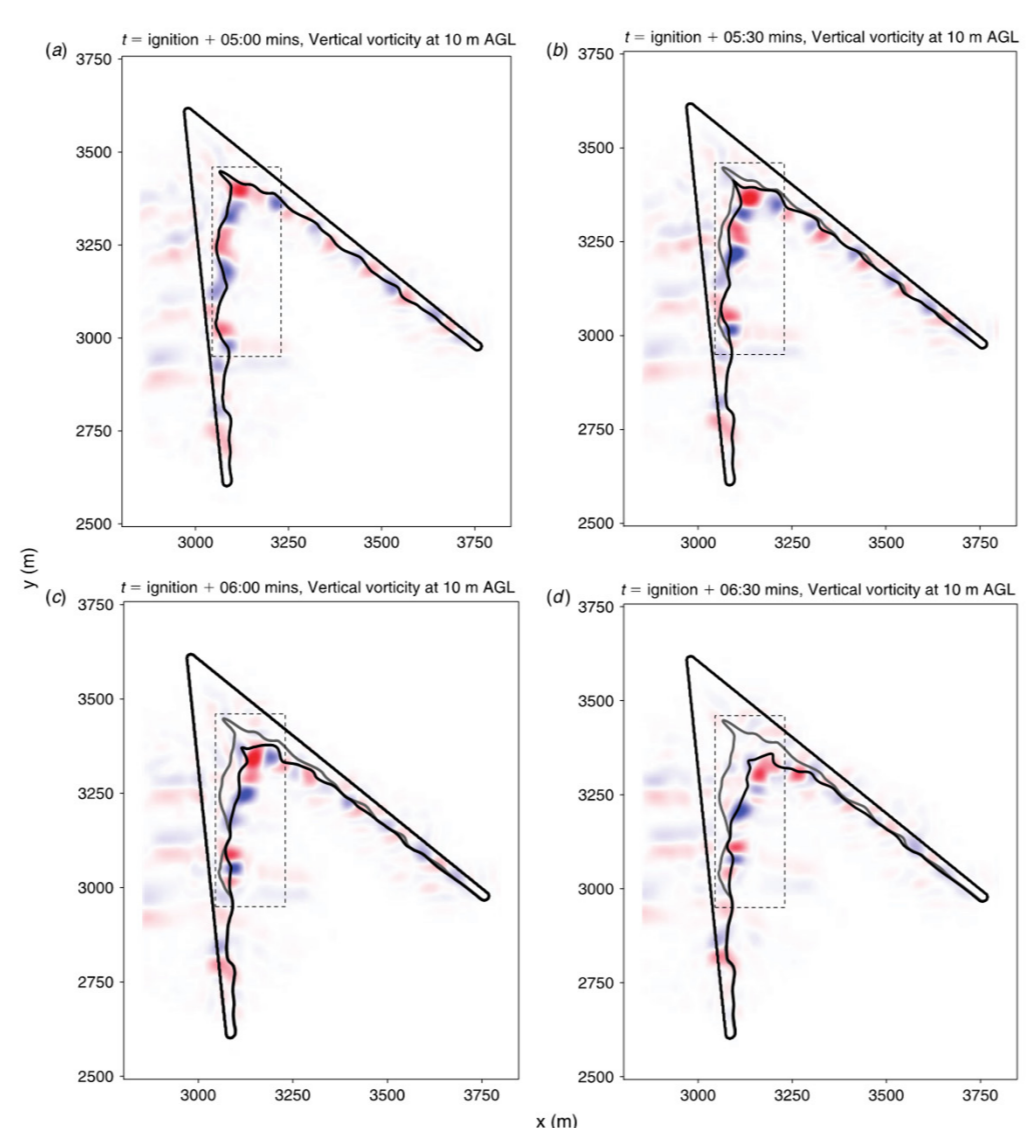 (a) t = ignition + 05:00 mins, Vertical vorticity at 10 m AGL
3750
3500
3250
3000
2750
2500
3000 3250 3500 3750
(b) t = ignition + 05:30 mins, Vertical vorticity at 10 m AGL
3750
3500
3250
3000
2750
2500
3000 3250 3500 3750
y (m)
(c) t = ignition + 06:00 mins, Vertical vorticity at 10 m AGL
3750
3500
3250
3000
2750
2500
3000 3250 3500 3750
(d) t = ignition + 06:30 mins, Vertical vorticity at 10 m AGL
3750
3500
3250
3000
2750
2500
3000 3250 3500 3750
x (m)